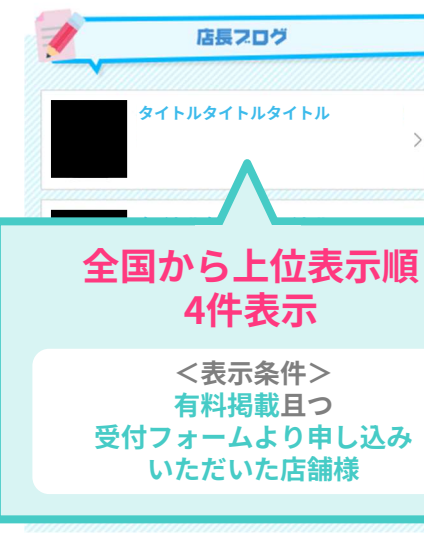 店長ブログ
タイトルタイトルタイトル
全国から上位表示順
4件表示
＜表示条件＞
有料掲載且つ
受付フォームより申し込み
いただいた店舗様